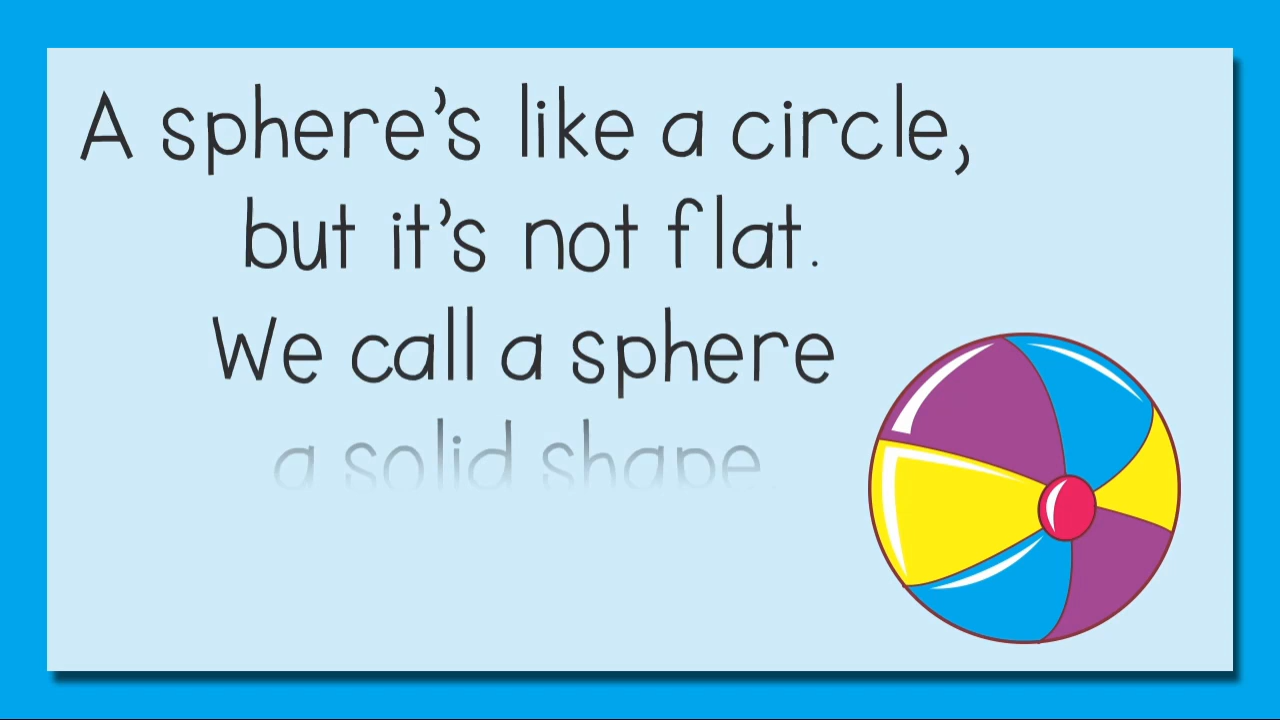 A sphere’s like a circle,
but it’s not flat.
We call a sphere
a solid shape.